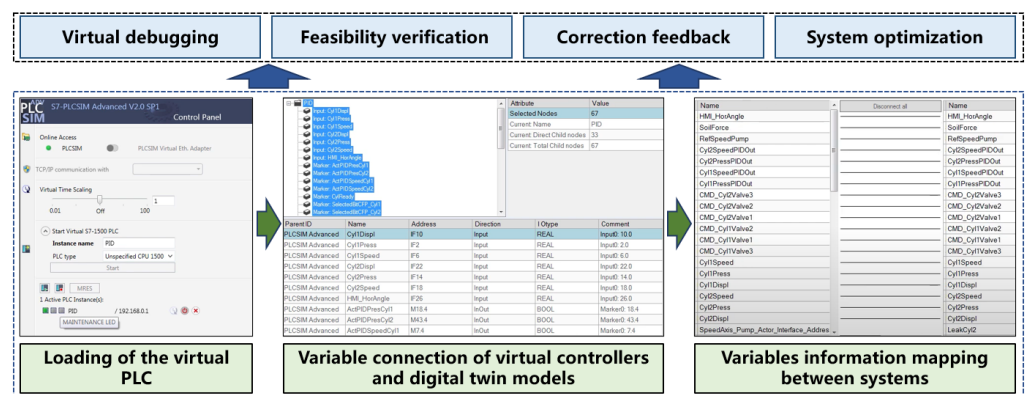 Virtual debugging
Feasibility verification
Correction feedback
System optimization
PLC ADV
SIM
S7-PLCSIM Advanced V2.0 SP1
Control Panel
Online Access
PLCSIM
PLCSIM Virtual Eth. Adapter
TCP/IP communication with
Virtual Time Scaling
1
0.01 Off 100
Start Virtual S7-1500 PLC
Instance name PID
PLC type Unspecified CPU 1500
Start
MRES
1 Active PLC Instance(s):
PID / 192.168.0.1
MAINTENANCE LED
Loading of the virtual
PLC
PID
Input: Cyl1Displ
Input: Cyl1Press
Input: Cyl1Speed
Input: Cyl2Displ
Input: Cyl2Press
Input: Cyl2Speed
Input: HMI_HorAngle
Marker: ActPIDPresCyl1
Marker: ActPIDPresCyl2
Marker: ActPIDSpeedCyl1
Marker: ActPIDSpeedCyl2
Marker: CylReady
Marker: SelectedBitCFP_Cyl1
Marker: SelectedBitCFP_Cyl2
Attribute Value
Selected Nodes 67
Current Name PID
Current Direct Child nodes 33
Current Total Child nodes 67
Parent ID Name Address Direction I Otype Comment
PLCSIM Advanced Cyl1Displ IF10 Input REAL Input0: 10.0
PLCSIM Advanced Cyl1Press IF2 Input REAL Input0: 2.0
PLCSIM Advanced Cyl1Speed IF6 Input REAL Input0: 6.0
PLCSIM Advanced Cyl2Displ IF22 Input REAL Input0: 22.0
PLCSIM Advanced Cyl2Press IF14 Input REAL Input0: 14.0
PLCSIM Advanced Cyl2Speed IF18 Input REAL Input0: 18.0
PLCSIM Advanced HMI_HorAngle IF26 Input REAL Input0: 26.0
PLCSIM Advanced ActPIDPresCyl1 M18.4 InOut BOOL Marker0: 18.4
PLCSIM Advanced ActPIDPresCyl2 M43.4 InOut BOOL Marker0: 43.4
PLCSIM Advanced ActPIDSpeedCyl1 M7.4 InOut BOOL Marker0: 7.4
Variable connection of virtual controllers
and digital twin models
Name Disconnect all Name
HMI_HorAngle HMI_HorAngle
SoilForce SoilForce
RefSpeedPump RefSpeedPump
Cyl2SpeedPIDOut Cyl2SpeedPIDOut
Cyl2PressPIDOut Cyl2PressPIDOut
Cyl1SpeedPIDOut Cyl1SpeedPIDOut
Cyl1PressPIDOut Cyl1PressPIDOut
CMD_Cyl2Valve3 CMD_Cyl2Valve3
CMD_Cyl2Valve2 CMD_Cyl2Valve2
CMD_Cyl2Valve1 CMD_Cyl2Valve1
CMD_Cyl1Valve2 CMD_Cyl1Valve2
CMD_Cyl1Valve1 CMD_Cyl1Valve1
CMD_Cyl1Valve3 CMD_Cyl1Valve3
Cyl1Speed Cyl1Speed
Cyl1Press Cyl1Press
Cyl1Displ Cyl1Displ
Cyl2Speed Cyl2Speed
Cyl2Press Cyl2Press
Cyl2Displ Cyl2Displ
SpeedAxis_Pump_Actor_Interface_Addres LeakCyl2
Variables information mapping
between systems